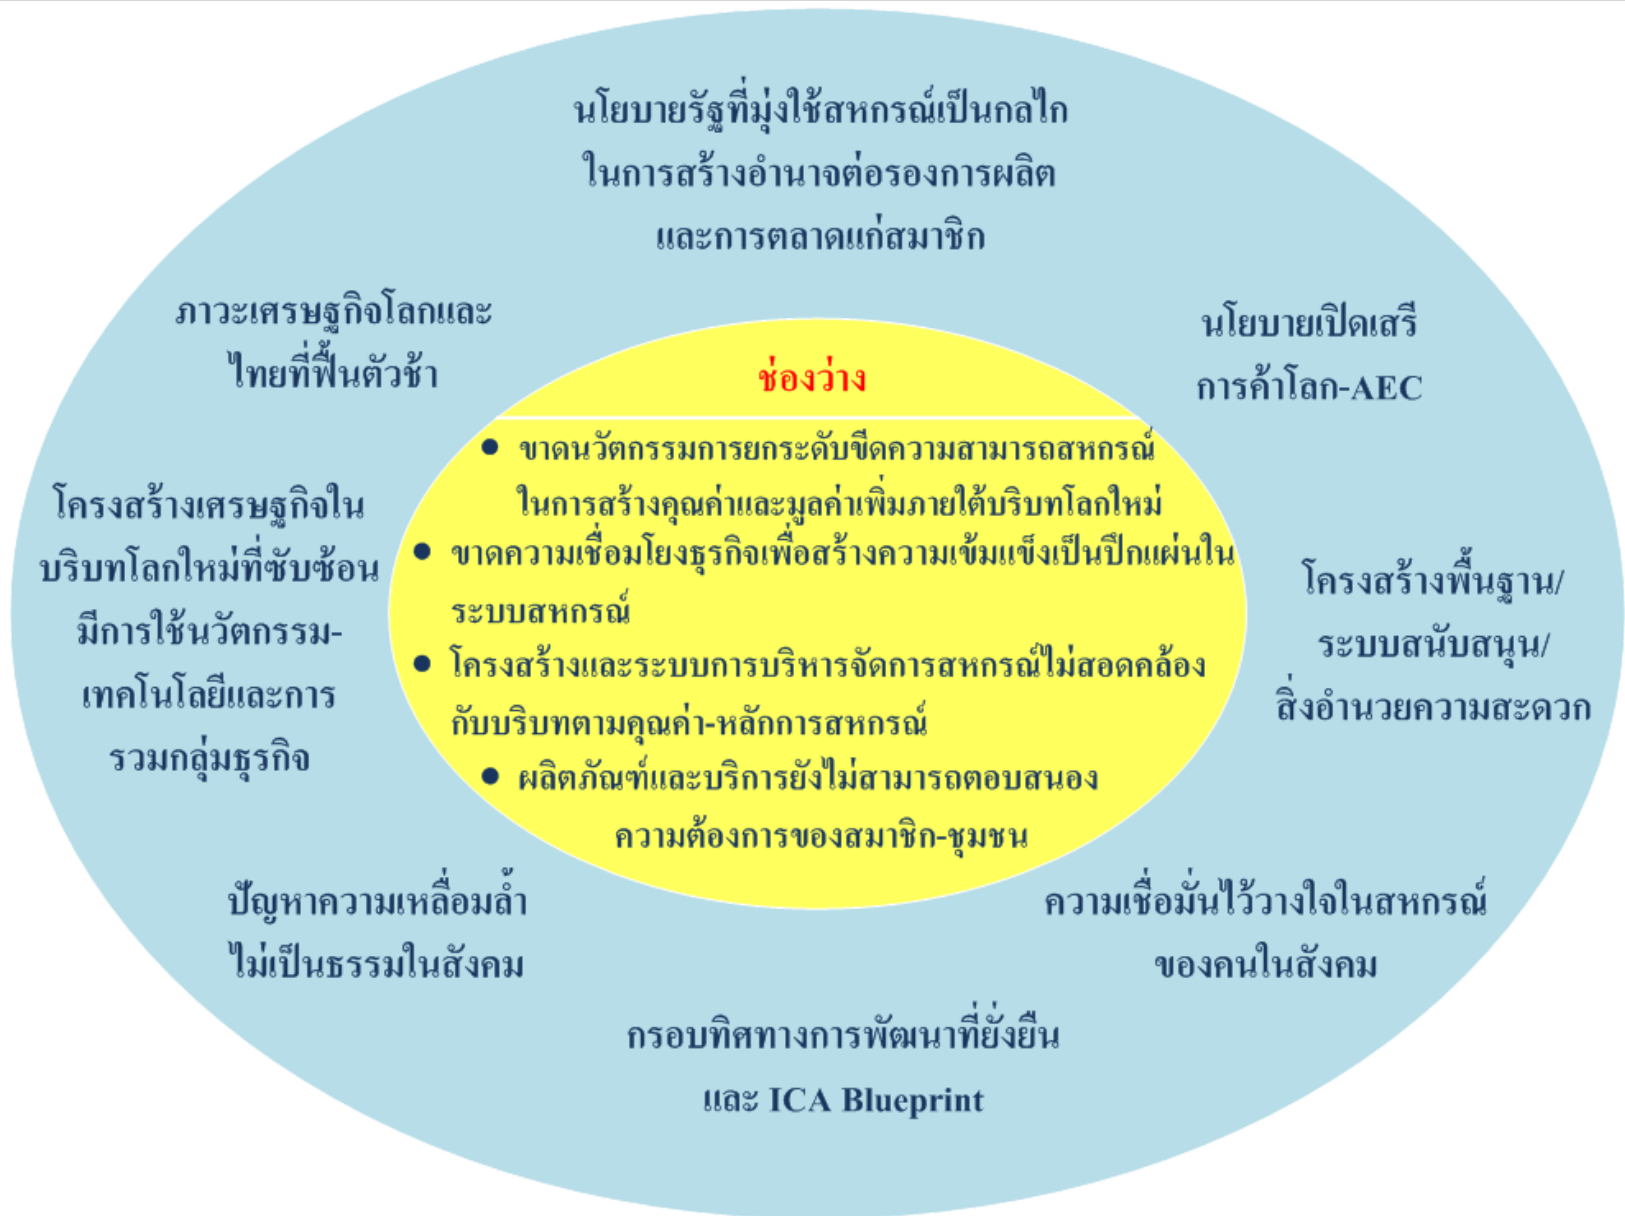 นโยบายรัฐที่มุ่งใช้สหกรณ์เป็นกลไก
ในการสร้างอำนาจต่อรองการผลิต
และการตลาดแก่สมาชิก
ภาวะเศรษฐกิจโลกและ
ไทยที่ฟื้นตัวช้า
นโยบายเปิดเสรี
การค้าโลก-AEC
ช่องว่าง
● ขาดนวัตกรรมการยกระดับขีดความสามารถสหกรณ์
ในการสร้างคุณค่าและมูลค่าเพิ่มภายใต้บริบทโลกใหม่
● ขาดความเชื่อมโยงธุรกิจเพื่อสร้างความเข้มแข็งเป็นปึกแผ่นใน
ระบบสหกรณ์
● โครงสร้างและระบบการบริหารจัดการสหกรณ์ไม่สอดคล้อง
กับบริบทตามคุณค่า-หลักการสหกรณ์
● ผลิตภัณฑ์และบริการยังไม่สามารถตอบสนอง
ความต้องการของสมาชิก-ชุมชน
โครงสร้างเศรษฐกิจใน
บริบทโลกใหม่ที่ซับซ้อน
มีการใช้นวัตกรรม-
เทคโนโลยีและการ
รวมกลุ่มธุรกิจ
โครงสร้างพื้นฐาน/
ระบบสนับสนุน/
สิ่งอำนวยความสะดวก
ปัญหาความเหลื่อมล้ำ
ไม่เป็นธรรมในสังคม
ความเชื่อมั่นไว้วางใจในสหกรณ์
ของคนในสังคม
กรอบทิศทางการพัฒนาที่ยั่งยืน
และ ICA Blueprint